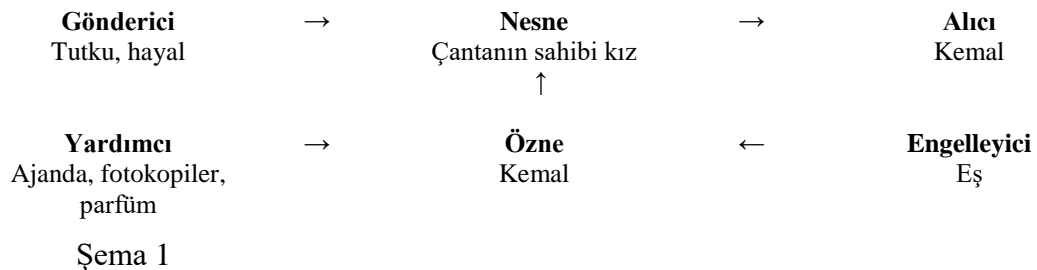 Gönderici → Nesne → Alıcı
Tutku, hayal Çantanın sahibi kız Kemal
↑
Yardımcı → Özne ← Engelleyici
Ajanda, fotokopiler, Kemal Eş
parfüm
Şema 1